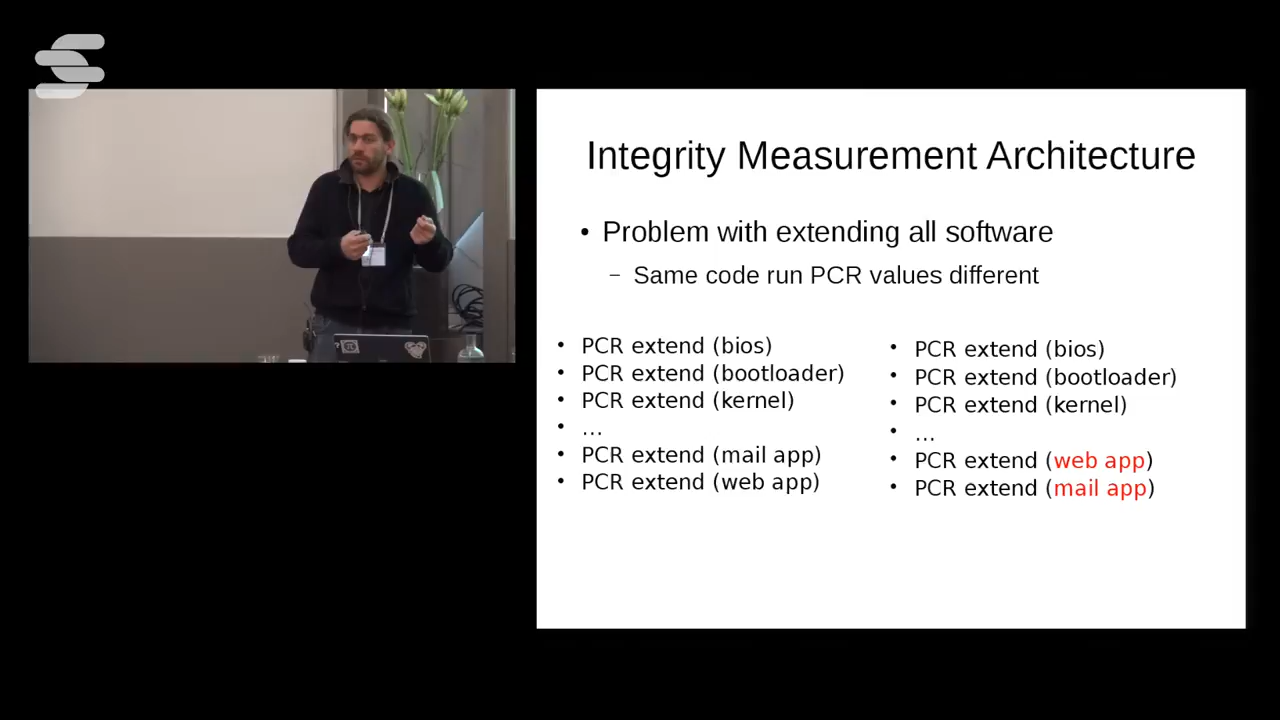 Integrity Measurement Architecture
• Problem with extending all software
– Same code run PCR values different
• PCR extend (bios)
• PCR extend (bootloader)
• PCR extend (kernel)
• ...
• PCR extend (mail app)
• PCR extend (web app)
• PCR extend (bios)
• PCR extend (bootloader)
• PCR extend (kernel)
• ...
• PCR extend (web app)
• PCR extend (mail app)